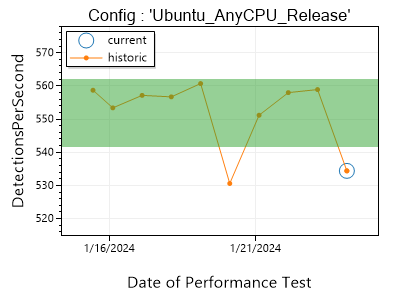 Config : 'Ubuntu_AnyCPU_Release'
current
historic
DetectionsPerSecond
570
560
550
540
530
520
1/16/2024
1/21/2024
Date of Performance Test